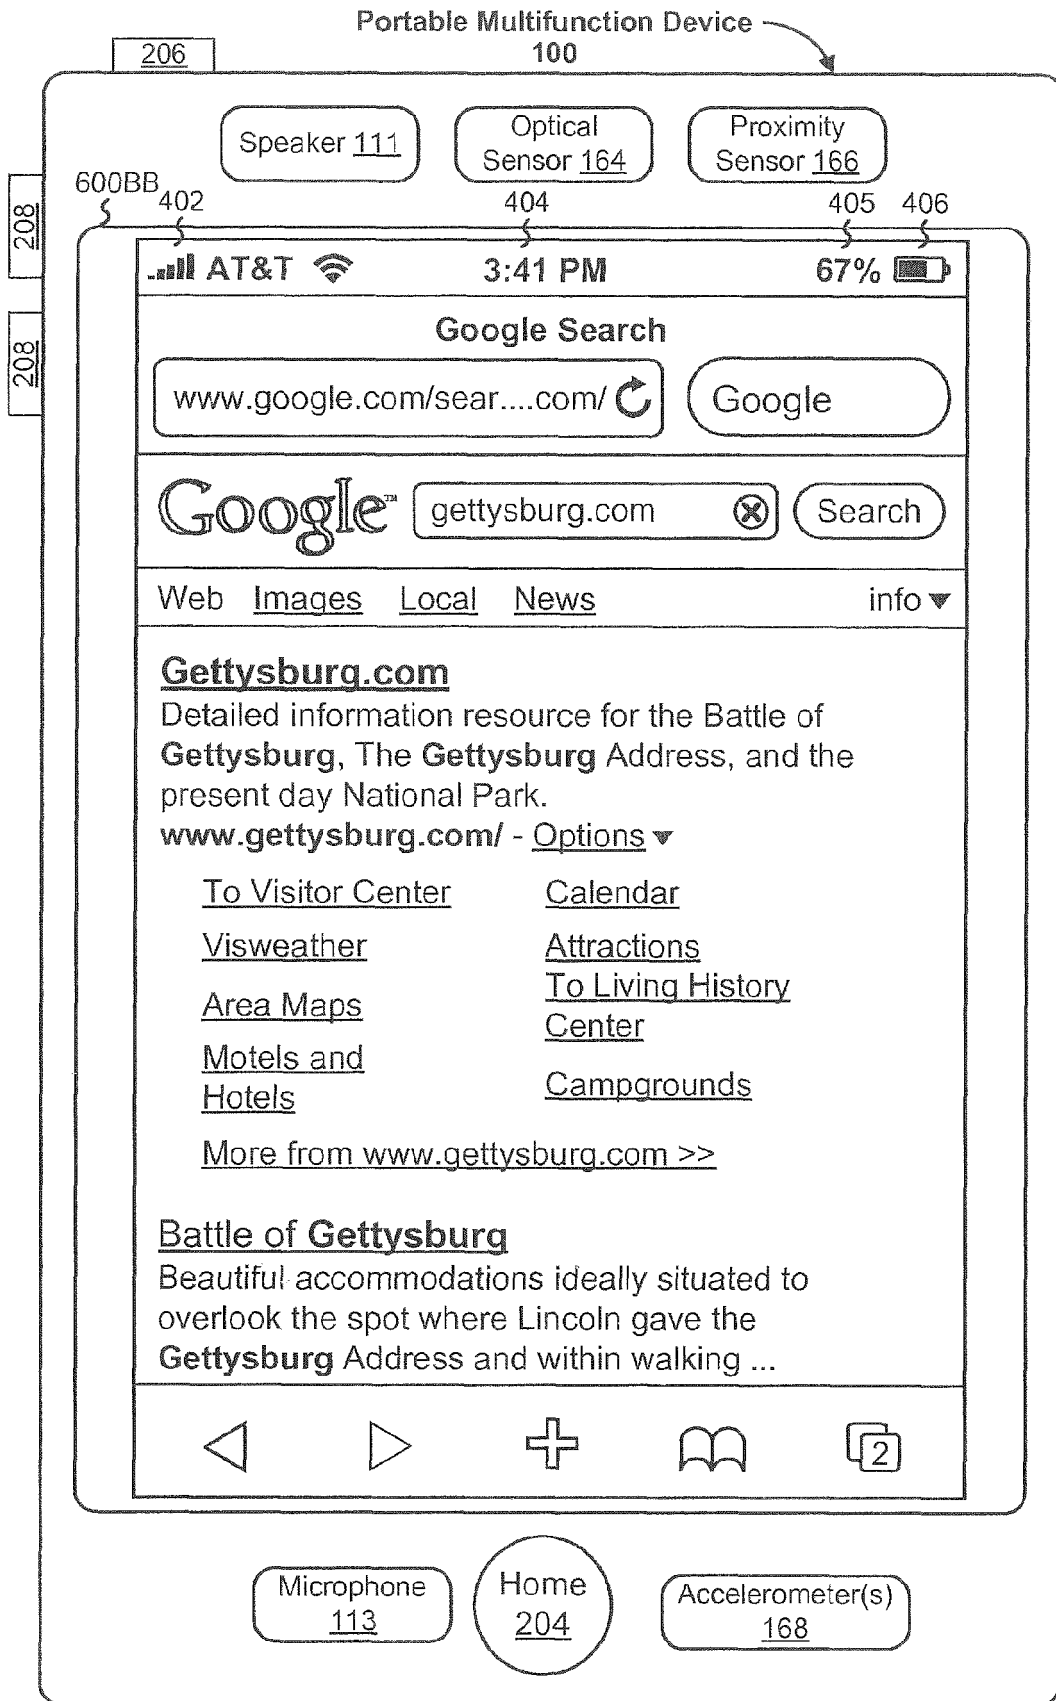 Portable Multifunction Device
100
206
Speaker 111
Optical
Sensor 164
Proximity
Sensor 166
208
208
600BB
402
404
405
406
AT&T
3:41 PM
67%
Google Search
www.google.com/sear....com/
Google
Google™
gettysburg.com
Search
Web Images Local News
info
Gettysburg.com
Detailed information resource for the Battle of
Gettysburg, The Gettysburg Address, and the
present day National Park.
www.gettysburg.com/ - Options
To Visitor Center
Calendar
Visweather
Attractions
Area Maps
To Living History
Center
Motels and
Hotels
Campgrounds
More from www.gettysburg.com >>
Battle of Gettysburg
Beautiful accommodations ideally situated to
overlook the spot where Lincoln gave the
Gettysburg Address and within walking ...
2
Microphone
113
Home
204
Accelerometer(s)
168